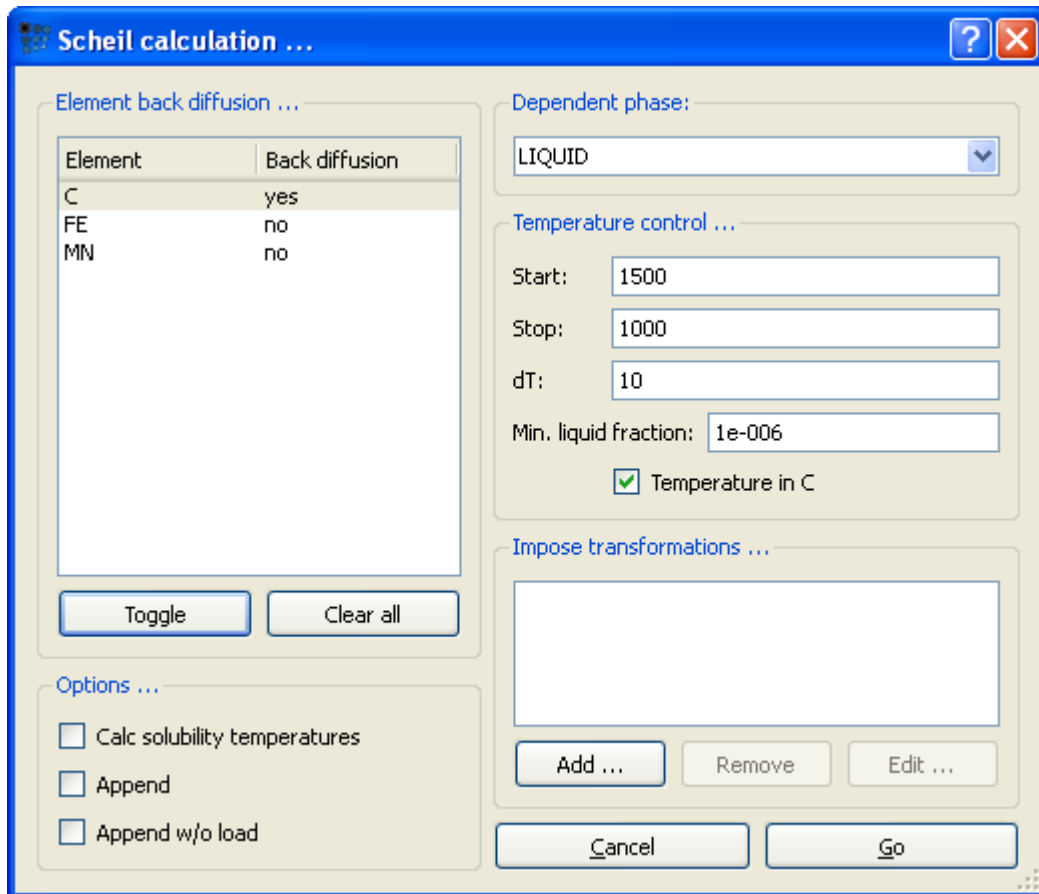 Scheil calculation ...
Element back diffusion ...
Element Back diffusion
C yes
FE no
MN no
Toggle Clear all
Options ...
Calc solubility temperatures
Append
Append w/o load
Dependent phase:
LIQUID
Temperature control ...
Start: 1500
Stop: 1000
dT: 10
Min. liquid fraction: 1e-006
Temperature in C
Impose transformations ...
Add ... Remove Edit ...
Cancel Go